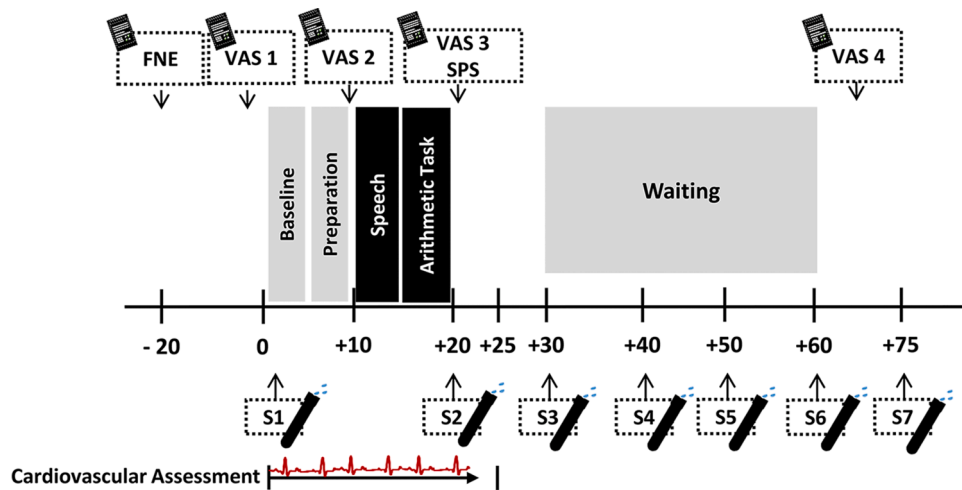 FNE
VAS 1
VAS 2
VAS 3
SPS
VAS 4
Baseline
Preparation
Speech
Arithmetic Task
Waiting
- 20
0
+10
+20
+25
+30
+40
+50
+60
+75
S1
S2
S3
S4
S5
S6
S7
Cardiovascular Assessment